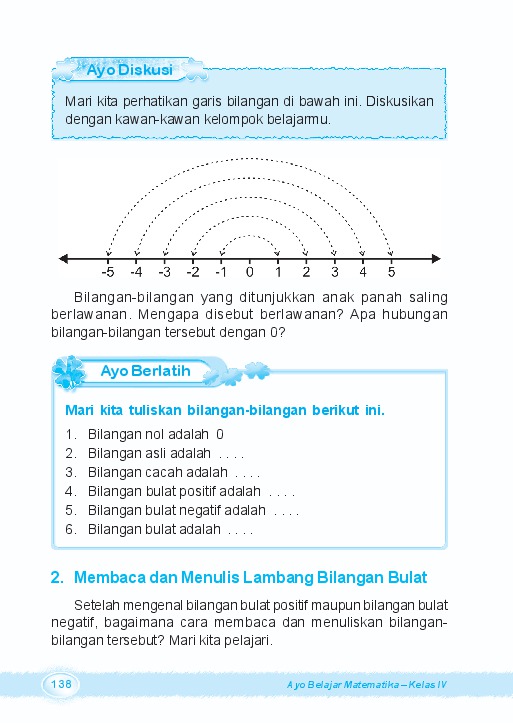 Ayo Diskusi
Mari kita perhatikan garis bilangan di bawah ini. Diskusikan
dengan kawan-kawan kelompok belajarmu.
-5 -4 -3 -2 -1 0 1 2 3 4 5
Bilangan-bilangan yang ditunjukkan anak panah saling
berlawanan. Mengapa disebut berlawanan? Apa hubungan
bilangan-bilangan tersebut dengan 0?
Ayo Berlatih
Mari kita tuliskan bilangan-bilangan berikut ini.
1. Bilangan nol adalah 0
2. Bilangan asli adalah . . . .
3. Bilangan cacah adalah . . . .
4. Bilangan bulat positif adalah . . . .
5. Bilangan bulat negatif adalah . . . .
6. Bilangan bulat adalah . . . .
2. Membaca dan Menulis Lambang Bilangan Bulat
Setelah mengenal bilangan bulat positif maupun bilangan bulat
negatif, bagaimana cara membaca dan menuliskan bilangan-
bilangan tersebut? Mari kita pelajari.
138 Ayo Belajar Matematika – Kelas IV